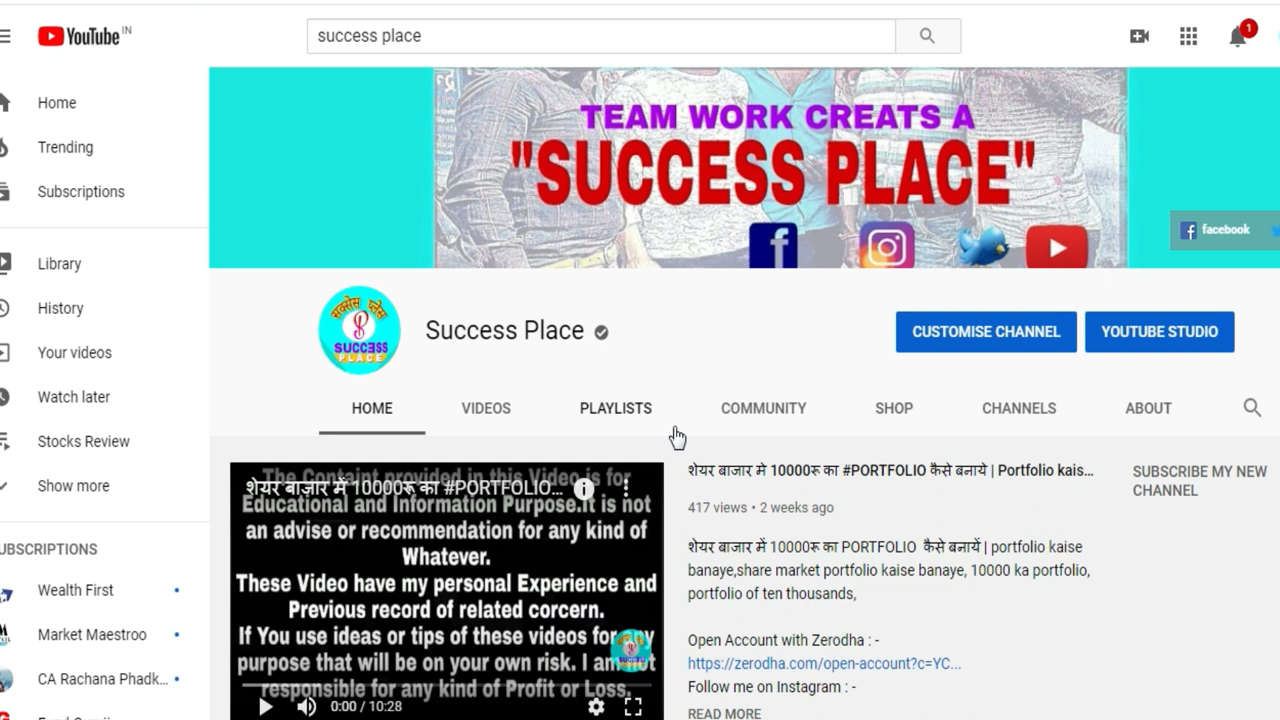 YouTube IN
success place
1
Home
Trending
Subscriptions
Library
History
Your videos
Watch later
Stocks Review
Show more
UBSCRIPTIONS
Wealth First
Market Maestroo
CA Rachana Phadk...
TEAM WORK CREATS A
"SUCCESS PLACE"
facebook
सक्सेस प्लेस
SUCCESS
PLACE
Success Place
CUSTOMISE CHANNEL
YOUTUBE STUDIO
HOME VIDEOS PLAYLISTS COMMUNITY SHOP CHANNELS ABOUT
The Containt provided in this Video is for
शेयर बाज़ार में 10000रू का #PORTFOLIO...
Educational and Information Purpose.It is not
an advise or recommendation for any kind of
Whatever.
These Video have my personal Experience and
Previous record of related corcern.
If You use ideas or tips of these videos for any
purpose that will be on your own risk. I am not
responsible for any kind of Profit or Loss.
0:00 / 10:28
शेयर बाजार मे 10000रू का #PORTFOLIO कैसे बनाये | Portfolio kais...
417 views • 2 weeks ago
शेयर बाजार में 10000रू का PORTFOLIO कैसे बनायें | portfolio kaise
banaye,share market portfolio kaise banaye, 10000 ka portfolio,
portfolio of ten thousands,
Open Account with Zerodha : -
https://zerodha.com/open-account?c=YC...
Follow me on Instagram : -
READ MORE
SUBSCRIBE MY NEW
CHANNEL